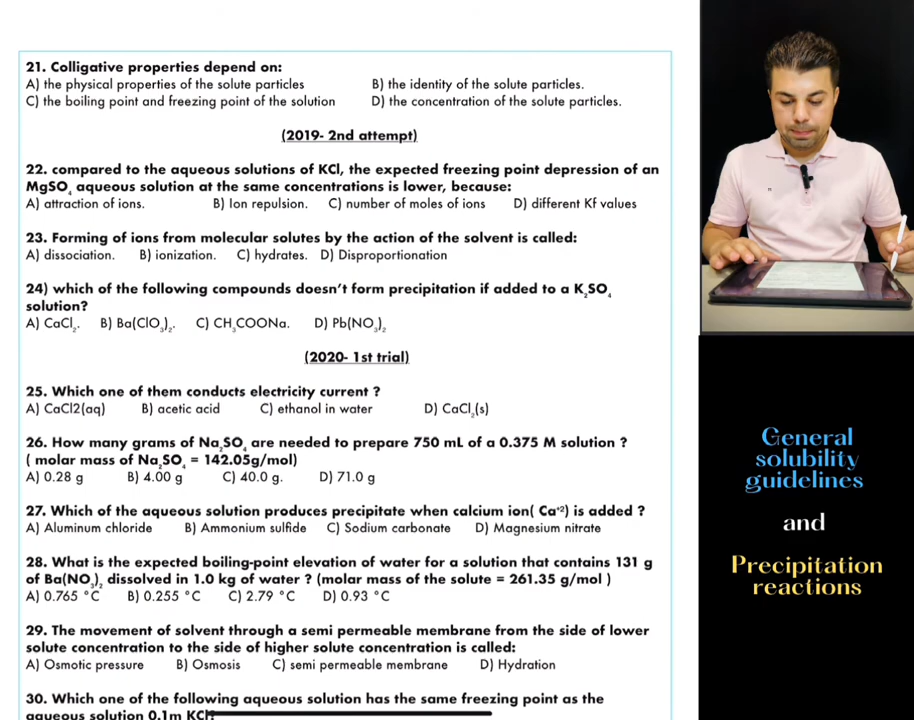 21. Colligative properties depend on:
A) the physical properties of the solute particles B) the identity of the solute particles.
C) the boiling point and freezing point of the solution D) the concentration of the solute particles.
(2019- 2nd attempt)
22. compared to the aqueous solutions of KCl, the expected freezing point depression of an
MgSO₄ aqueous solution at the same concentrations is lower, because:
A) attraction of ions. B) Ion repulsion. C) number of moles of ions D) different Kf values
23. Forming of ions from molecular solutes by the action of the solvent is called:
A) dissociation. B) ionization. C) hydrates. D) Disproportionation
24) which of the following compounds doesn't form precipitation if added to a K₂SO₄
solution?
A) CaCl₂. B) Ba(ClO₃)₂. C) CH₃COONa. D) Pb(NO₃)₂
(2020- 1st trial)
25. Which one of them conducts electricity current ?
A) CaCl2(aq) B) acetic acid C) ethanol in water D) CaCl₂(s)
26. How many grams of Na₂SO₄ are needed to prepare 750 mL of a 0.375 M solution ?
( molar mass of Na₂SO₄ = 142.05g/mol)
A) 0.28 g B) 4.00 g C) 40.0 g. D) 71.0 g
27. Which of the aqueous solution produces precipitate when calcium ion( Ca⁺²) is added ?
A) Aluminum chloride B) Ammonium sulfide C) Sodium carbonate D) Magnesium nitrate
28. What is the expected boiling-point elevation of water for a solution that contains 131 g
of Ba(NO₃)₂ dissolved in 1.0 kg of water ? (molar mass of the solute = 261.35 g/mol )
A) 0.765 °C B) 0.255 °C C) 2.79 °C D) 0.93 °C
29. The movement of solvent through a semi permeable membrane from the side of lower
solute concentration to the side of higher solute concentration is called:
A) Osmotic pressure B) Osmosis C) semi permeable membrane D) Hydration
30. Which one of the following aqueous solution has the same freezing point as the
aqueous solution 0.1m KCl?
General
solubility
guidelines
and
Precipitation
reactions